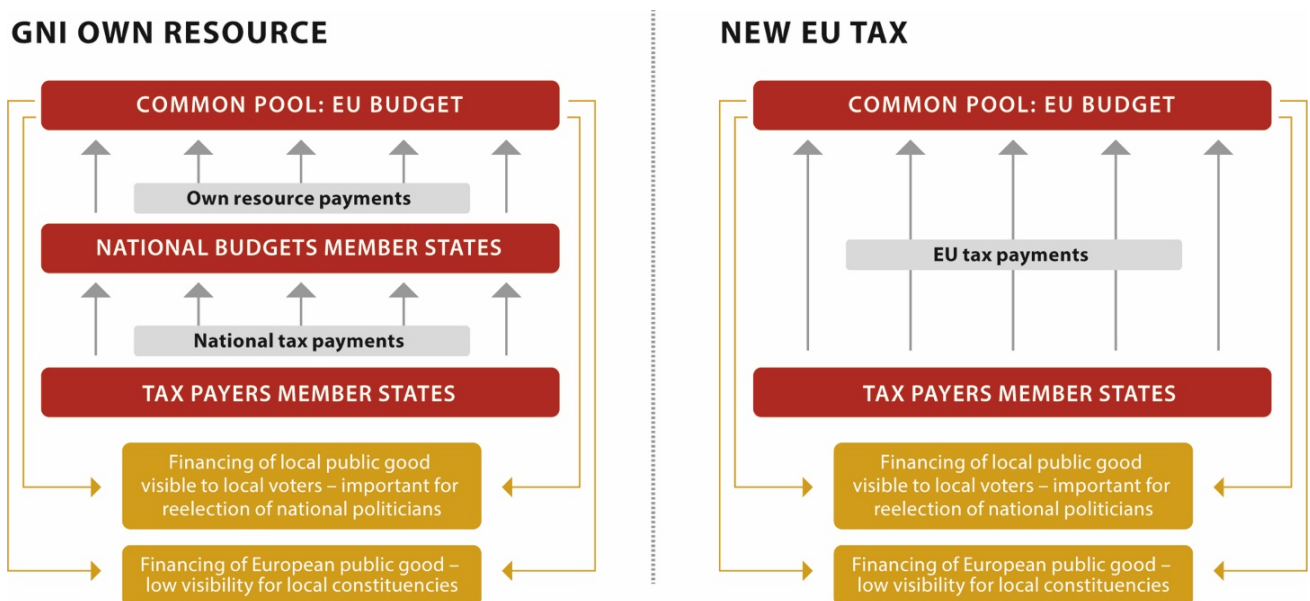 GNI OWN RESOURCE
COMMON POOL: EU BUDGET
Own resource payments
NATIONAL BUDGETS MEMBER STATES
National tax payments
TAX PAYERS MEMBER STATES
Financing of local public good
visible to local voters – important for
reelection of national politicians
Financing of European public good –
low visibility for local constituencies
NEW EU TAX
COMMON POOL: EU BUDGET
EU tax payments
TAX PAYERS MEMBER STATES
Financing of local public good
visible to local voters – important for
reelection of national politicians
Financing of European public good –
low visibility for local constituencies